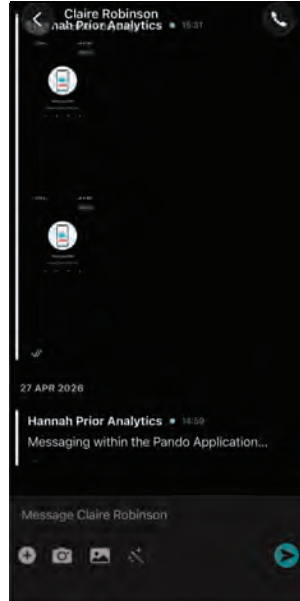 Claire Robinson
Hannah Prior Analytics 15:31
27 APR 2026
Hannah Prior Analytics 14:59
Messaging within the Pando Application...
Message Claire Robinson